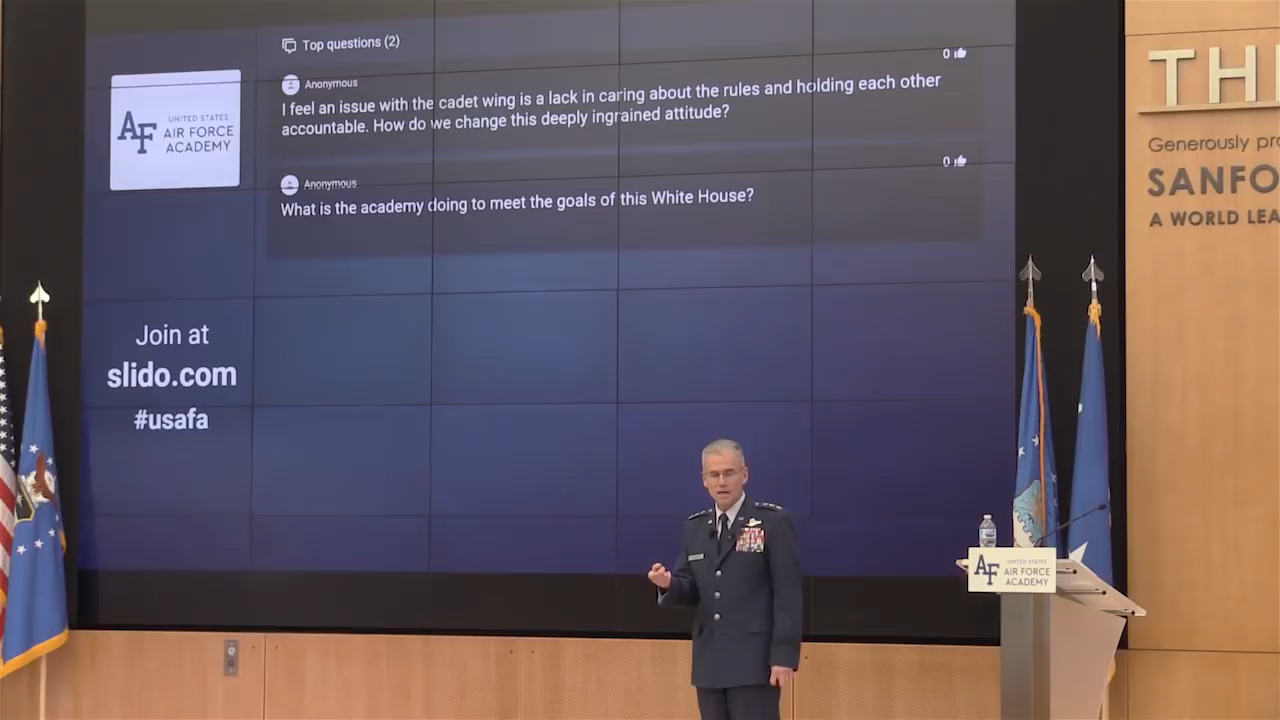 Top questions (2)
0
Anonymous
I feel an issue with the cadet wing is a lack in caring about the rules and holding each other
accountable. How do we change this deeply ingrained attitude?
0
Anonymous
What is the academy doing to meet the goals of this White House?
AF
UNITED STATES
AIR FORCE
ACADEMY
Join at
slido.com
#usafa
TH
Generously
SANFO
A WORLD
AF
UNITED STATES
AIR FORCE
ACADEMY